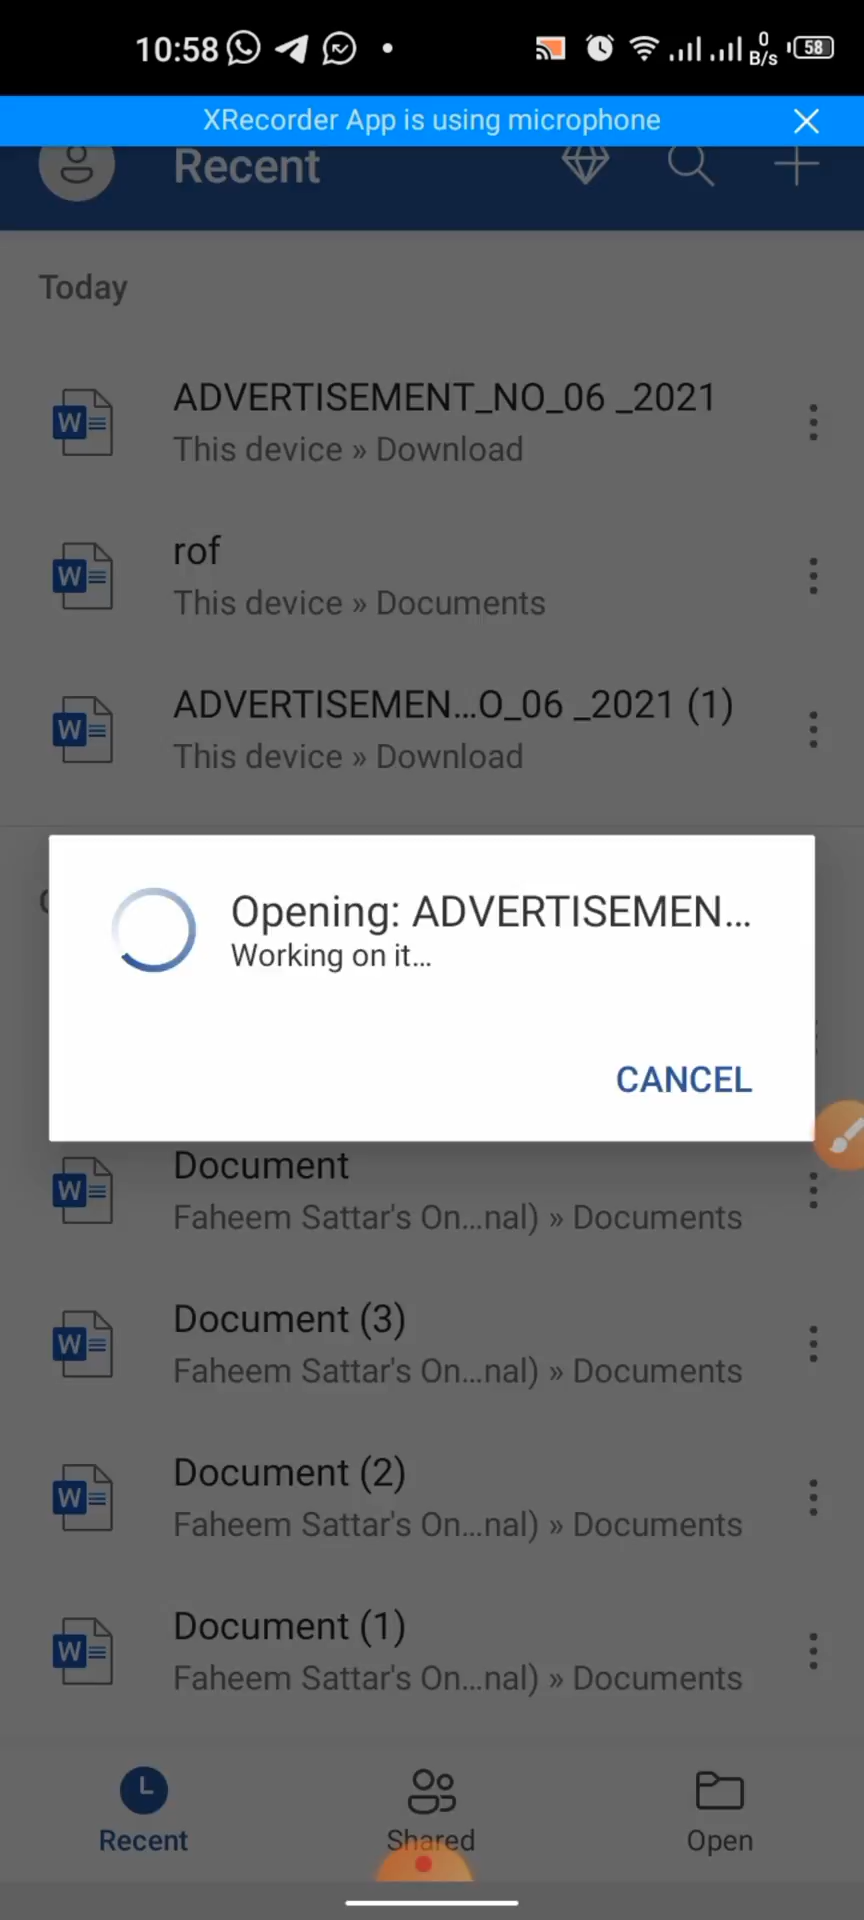 10:58
0
B/s
58
XRecorder App is using microphone
Recent
Today
ADVERTISEMENT_NO_06 _2021
This device » Download
rof
This device » Documents
ADVERTISEMEN...O_06 _2021 (1)
This device » Download
Opening: ADVERTISEMEN...
Working on it...
CANCEL
Document
Faheem Sattar's On...nal) » Documents
Document (3)
Faheem Sattar's On...nal) » Documents
Document (2)
Faheem Sattar's On...nal) » Documents
Document (1)
Faheem Sattar's On...nal) » Documents
Recent
Shared
Open